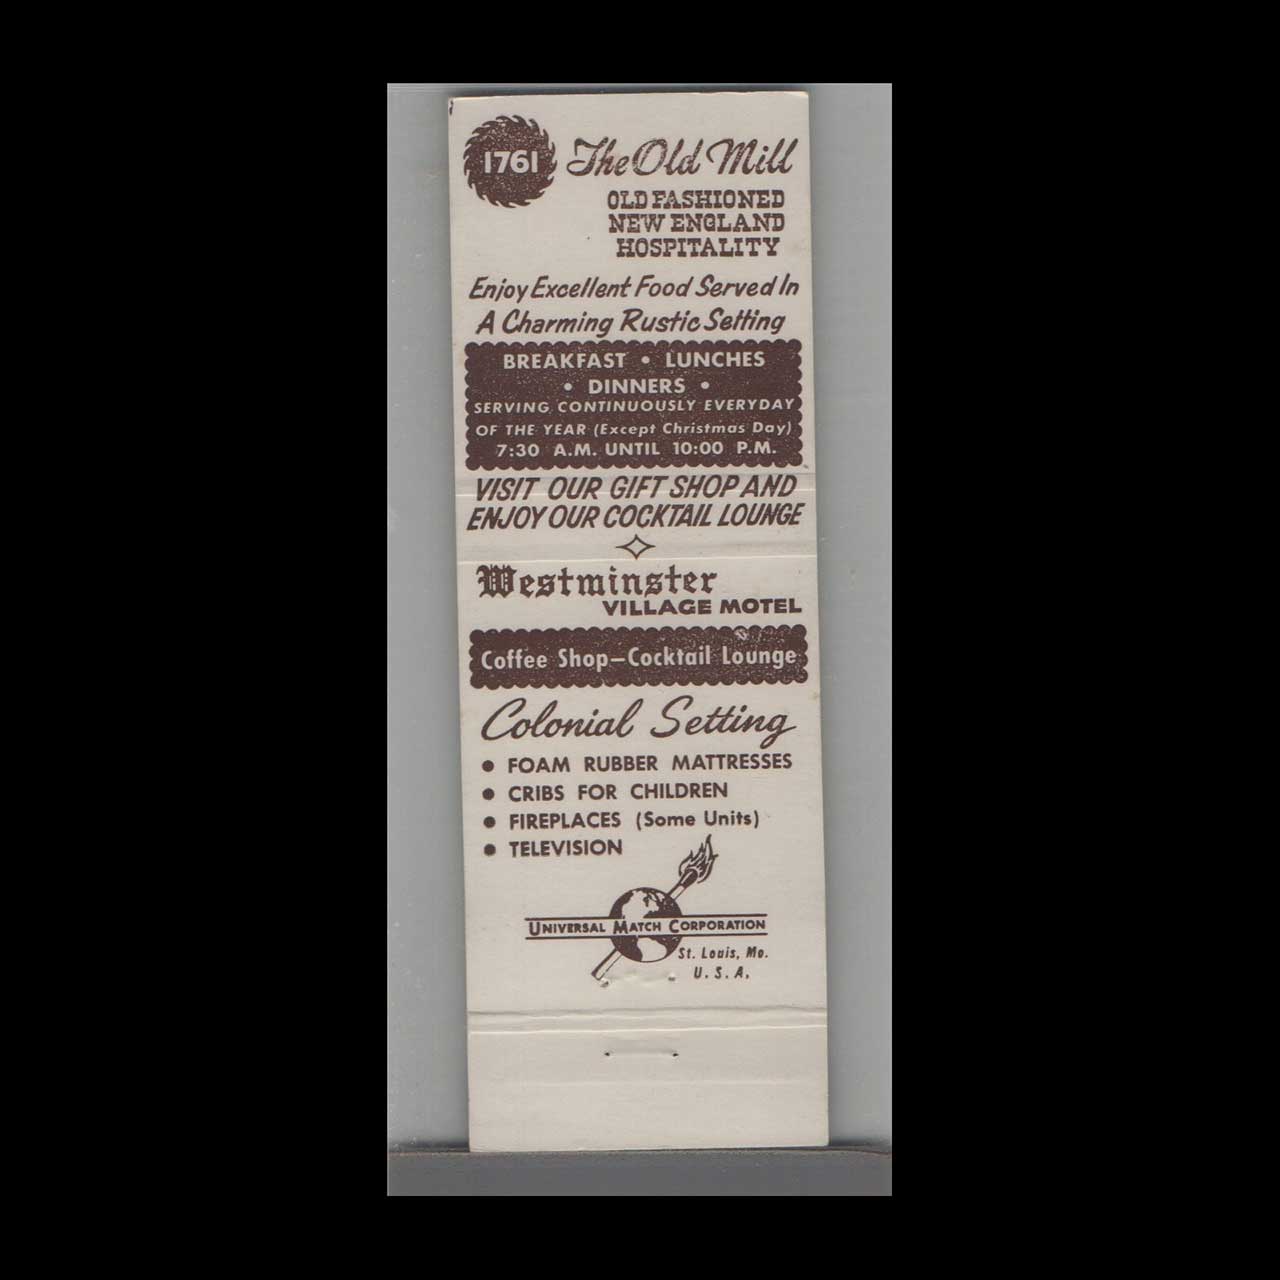 1761 The Old Mill
OLD FASHIONED
NEW ENGLAND
HOSPITALITY
Enjoy Excellent Food Served In
A Charming Rustic Setting
BREAKFAST • LUNCHES
• DINNERS •
SERVING CONTINUOUSLY EVERYDAY
OF THE YEAR (Except Christmas Day)
7:30 A.M. UNTIL 10:00 P.M.
VISIT OUR GIFT SHOP AND
ENJOY OUR COCKTAIL LOUNGE
Westminster
VILLAGE MOTEL
Coffee Shop—Cocktail Lounge
Colonial Setting
• FOAM RUBBER MATTRESSES
• CRIBS FOR CHILDREN
• FIREPLACES (Some Units)
• TELEVISION
UNIVERSAL MATCH CORPORATION
St. Louis, Mo.
U.S.A.